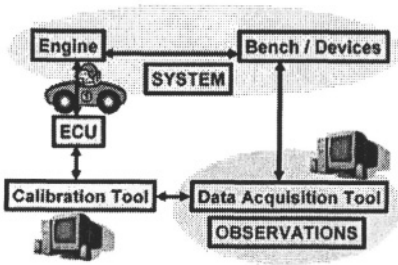 Engine
Bench / Devices
SYSTEM
ECU
Calibration Tool
Data Acquisition Tool
OBSERVATIONS